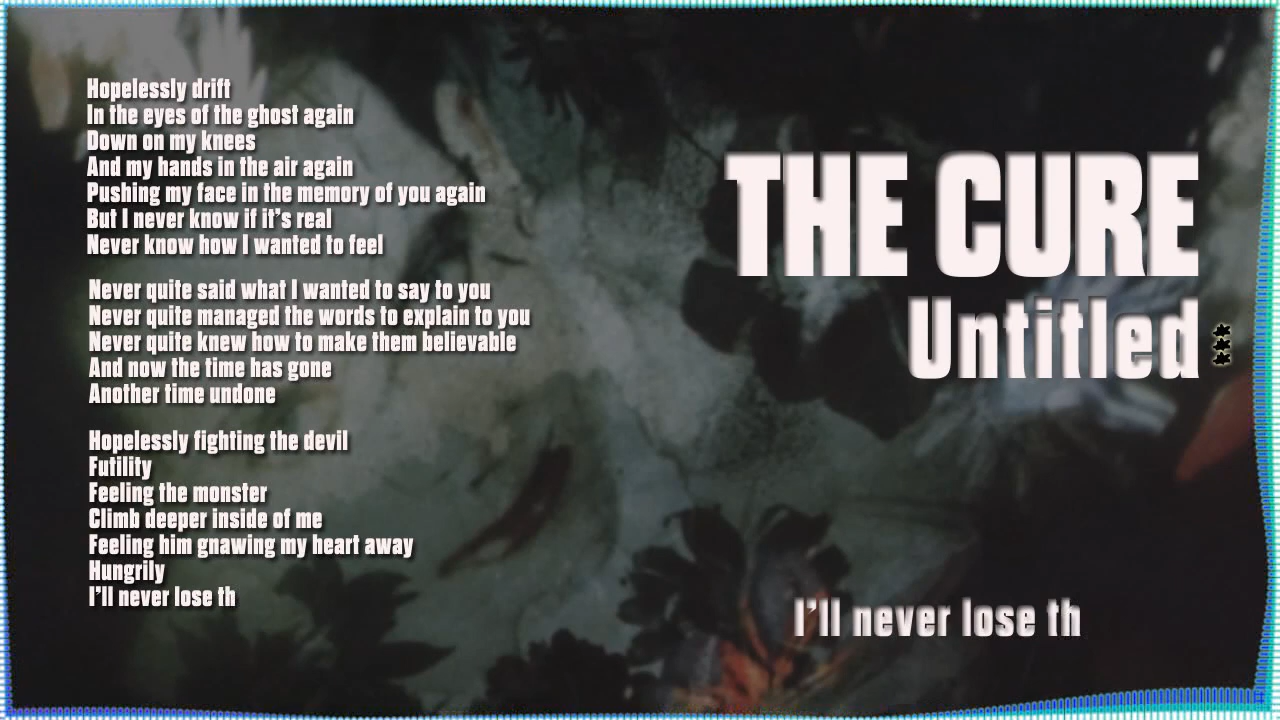 Hopelessly drift
In the eyes of the ghost again
Down on my knees
And my hands in the air again
Pushing my face in the memory of you again
But I never know if it's real
Never know how I wanted to feel
Never quite said what I wanted to say to you
Never quite managed the words to explain to you
Never quite knew how to make them believable
And now the time has gone
Another time undone
Hopelessly fighting the devil
Futility
Feeling the monster
Climb deeper inside of me
Feeling him gnawing my heart away
Hungrily
I'll never lose th
THE CURE
Untitled
I'll never lose th